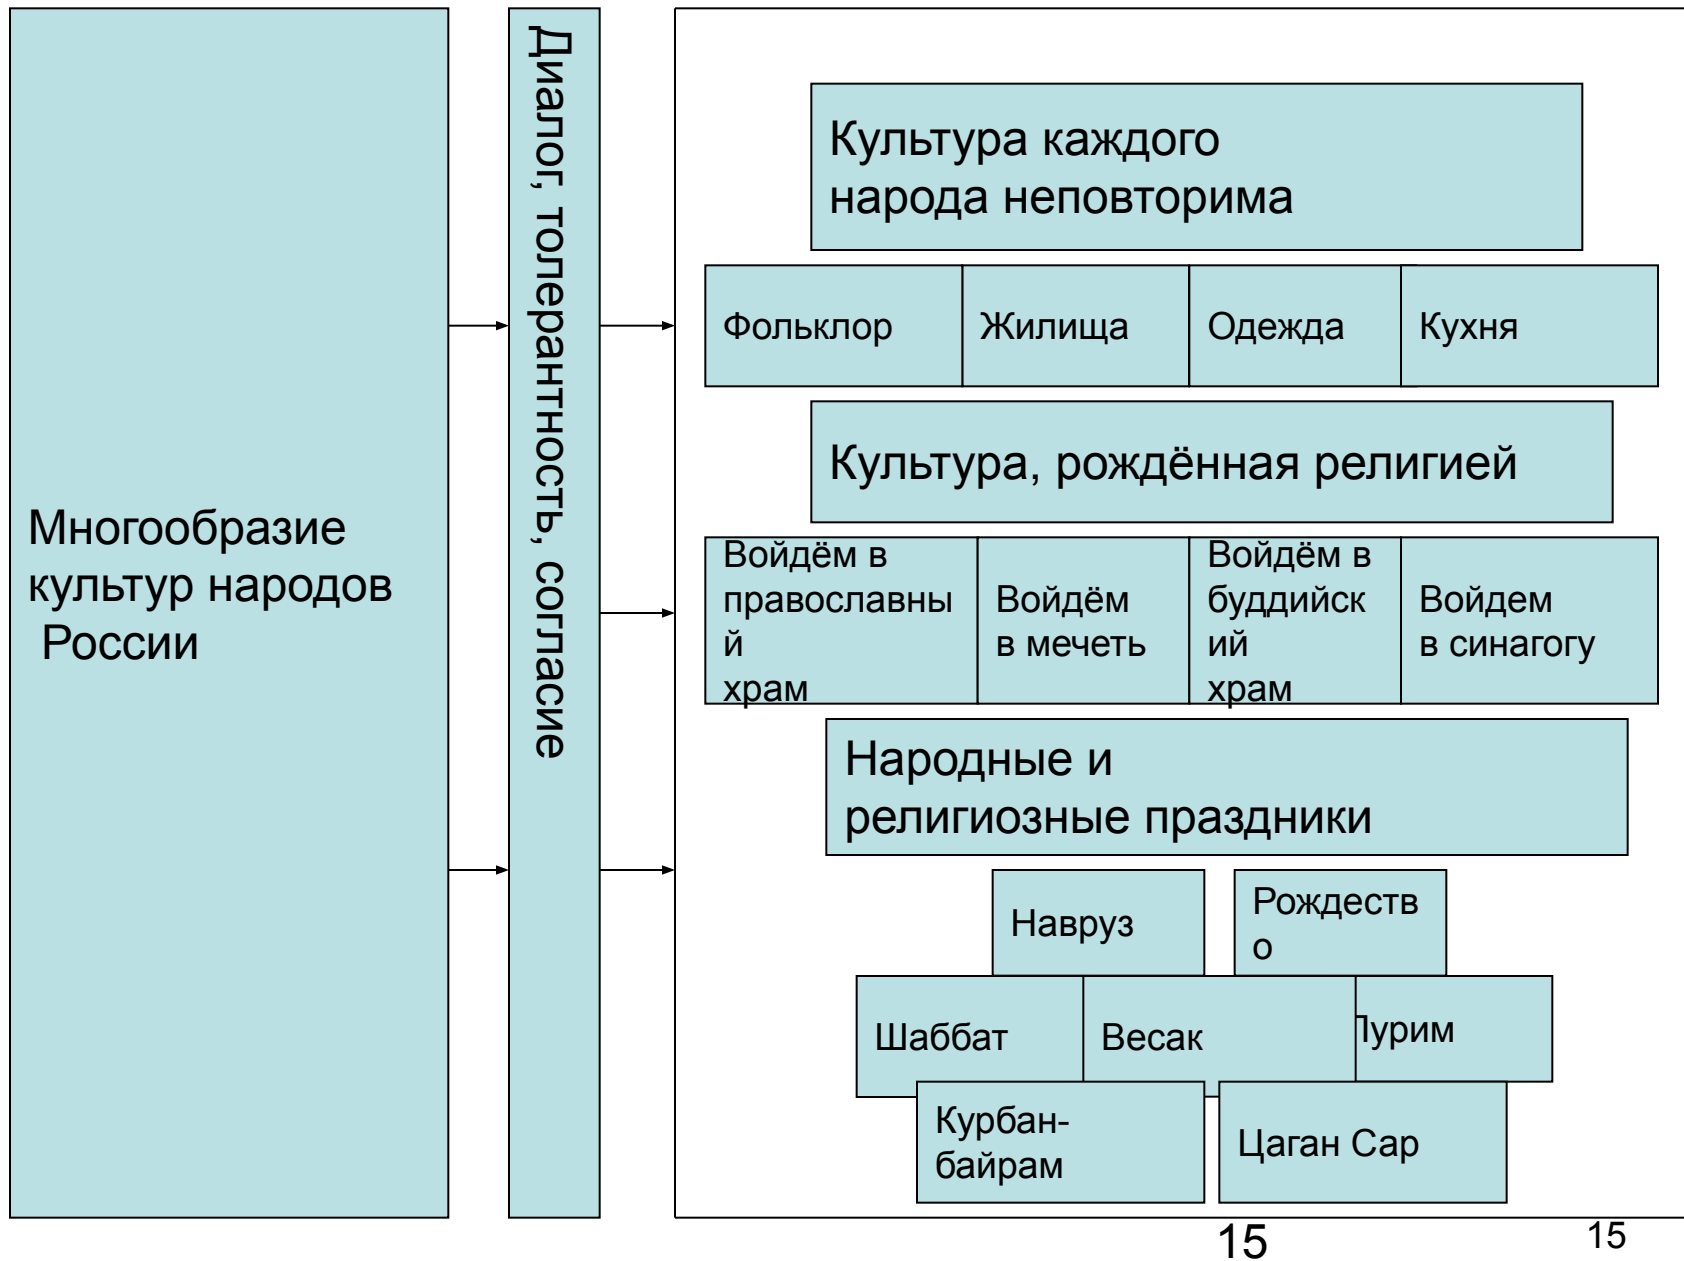 Многообразие
культур народов
России
Диалог, толерантность, согласие
Культура каждого
народа неповторима
Фольклор
Жилища
Одежда
Кухня
Культура, рождённая религией
Войдём в
православны
й
храм
Войдём
в мечеть
Войдём в
буддийск
ий
храм
Войдем
в синагогу
Народные и
религиозные праздники
Навруз
Рождеств
о
Шаббат
Весак
Пурим
Курбан-
байрам
Цаган Сар
15
15